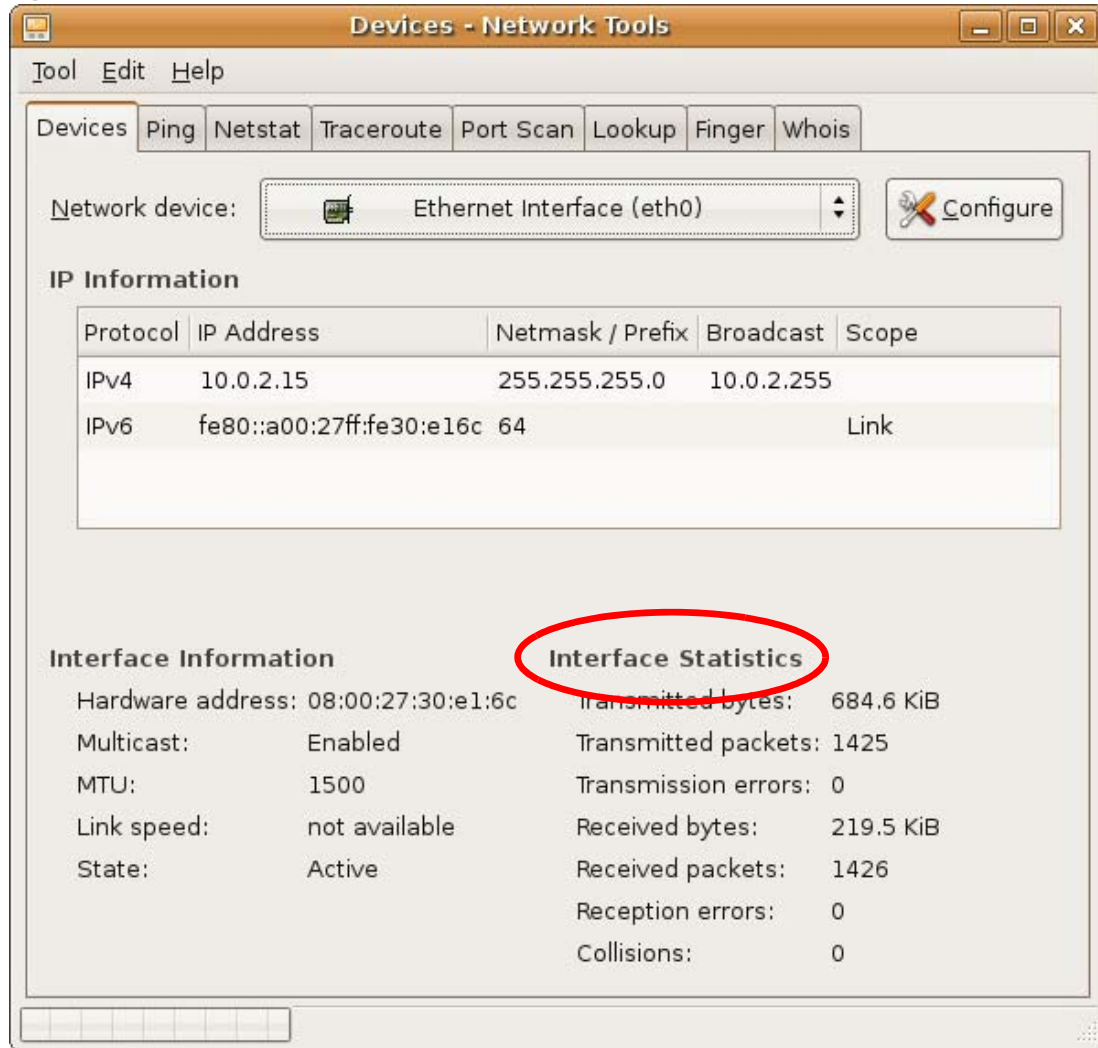 Devices - Network Tools
Tool Edit Help
Devices Ping Netstat Traceroute Port Scan Lookup Finger Whois
Network device: Ethernet Interface (eth0) Configure
IP Information
Protocol IP Address Netmask / Prefix Broadcast Scope
IPv4 10.0.2.15 255.255.255.0 10.0.2.255
IPv6 fe80::a00:27ff:fe30:e16c 64 Link
Interface Information
Hardware address: 08:00:27:30:e1:6c
Multicast: Enabled
MTU: 1500
Link speed: not available
State: Active
Interface Statistics
Transmitted bytes: 684.6 KiB
Transmitted packets: 1425
Transmission errors: 0
Received bytes: 219.5 KiB
Received packets: 1426
Reception errors: 0
Collisions: 0